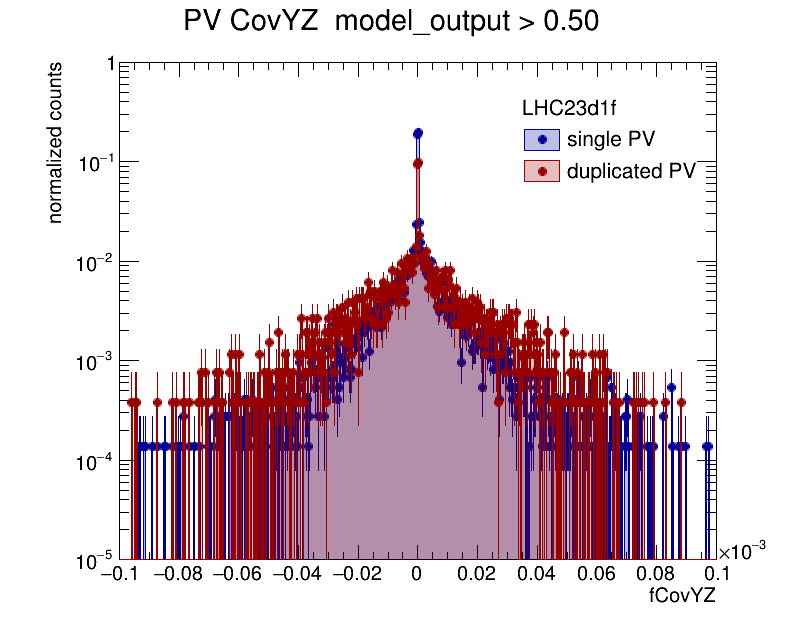 PV CovYZ model_output > 0.50
normalized counts
1
10⁻¹
10⁻²
10⁻³
10⁻⁴
10⁻⁵
LHC23d1f
single PV
duplicated PV
−0.1 −0.08 −0.06 −0.04 −0.02 0 0.02 0.04 0.06 0.08 0.1
×10⁻³
fCovYZ